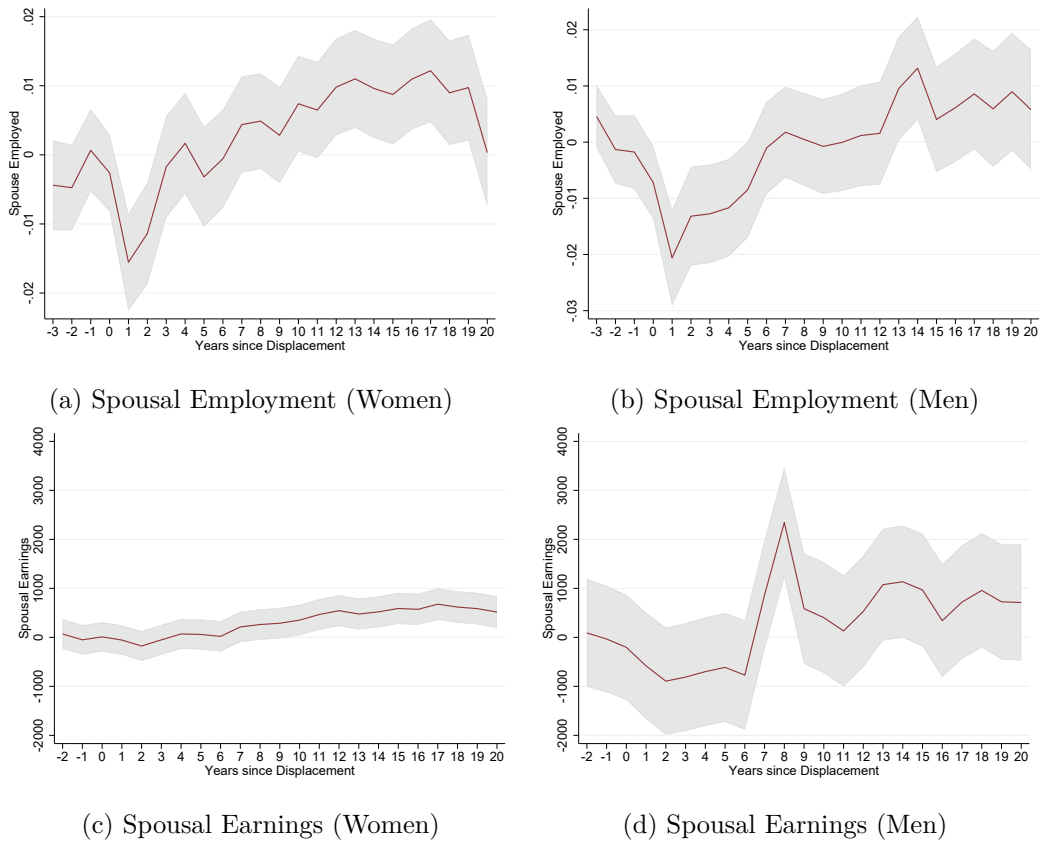 Spouse Employed
.02
.01
0
-.01
-.02
-3 -2 -1 0 1 2 3 4 5 6 7 8 9 10 11 12 13 14 15 16 17 18 19 20
Years since Displacement
(a) Spousal Employment (Women)
Spouse Employed
.02
.01
0
-.01
-.02
-.03
-3 -2 -1 0 1 2 3 4 5 6 7 8 9 10 11 12 13 14 15 16 17 18 19 20
Years since Displacement
(b) Spousal Employment (Men)
Spousal Earnings
4000
3000
2000
1000
0
-1000
-2000
-2 -1 0 1 2 3 4 5 6 7 8 9 10 11 12 13 14 15 16 17 18 19 20
Years since Displacement
(c) Spousal Earnings (Women)
Spousal Earnings
4000
3000
2000
1000
0
-1000
-2000
-2 -1 0 1 2 3 4 5 6 7 8 9 10 11 12 13 14 15 16 17 18 19 20
Years since Displacement
(d) Spousal Earnings (Men)